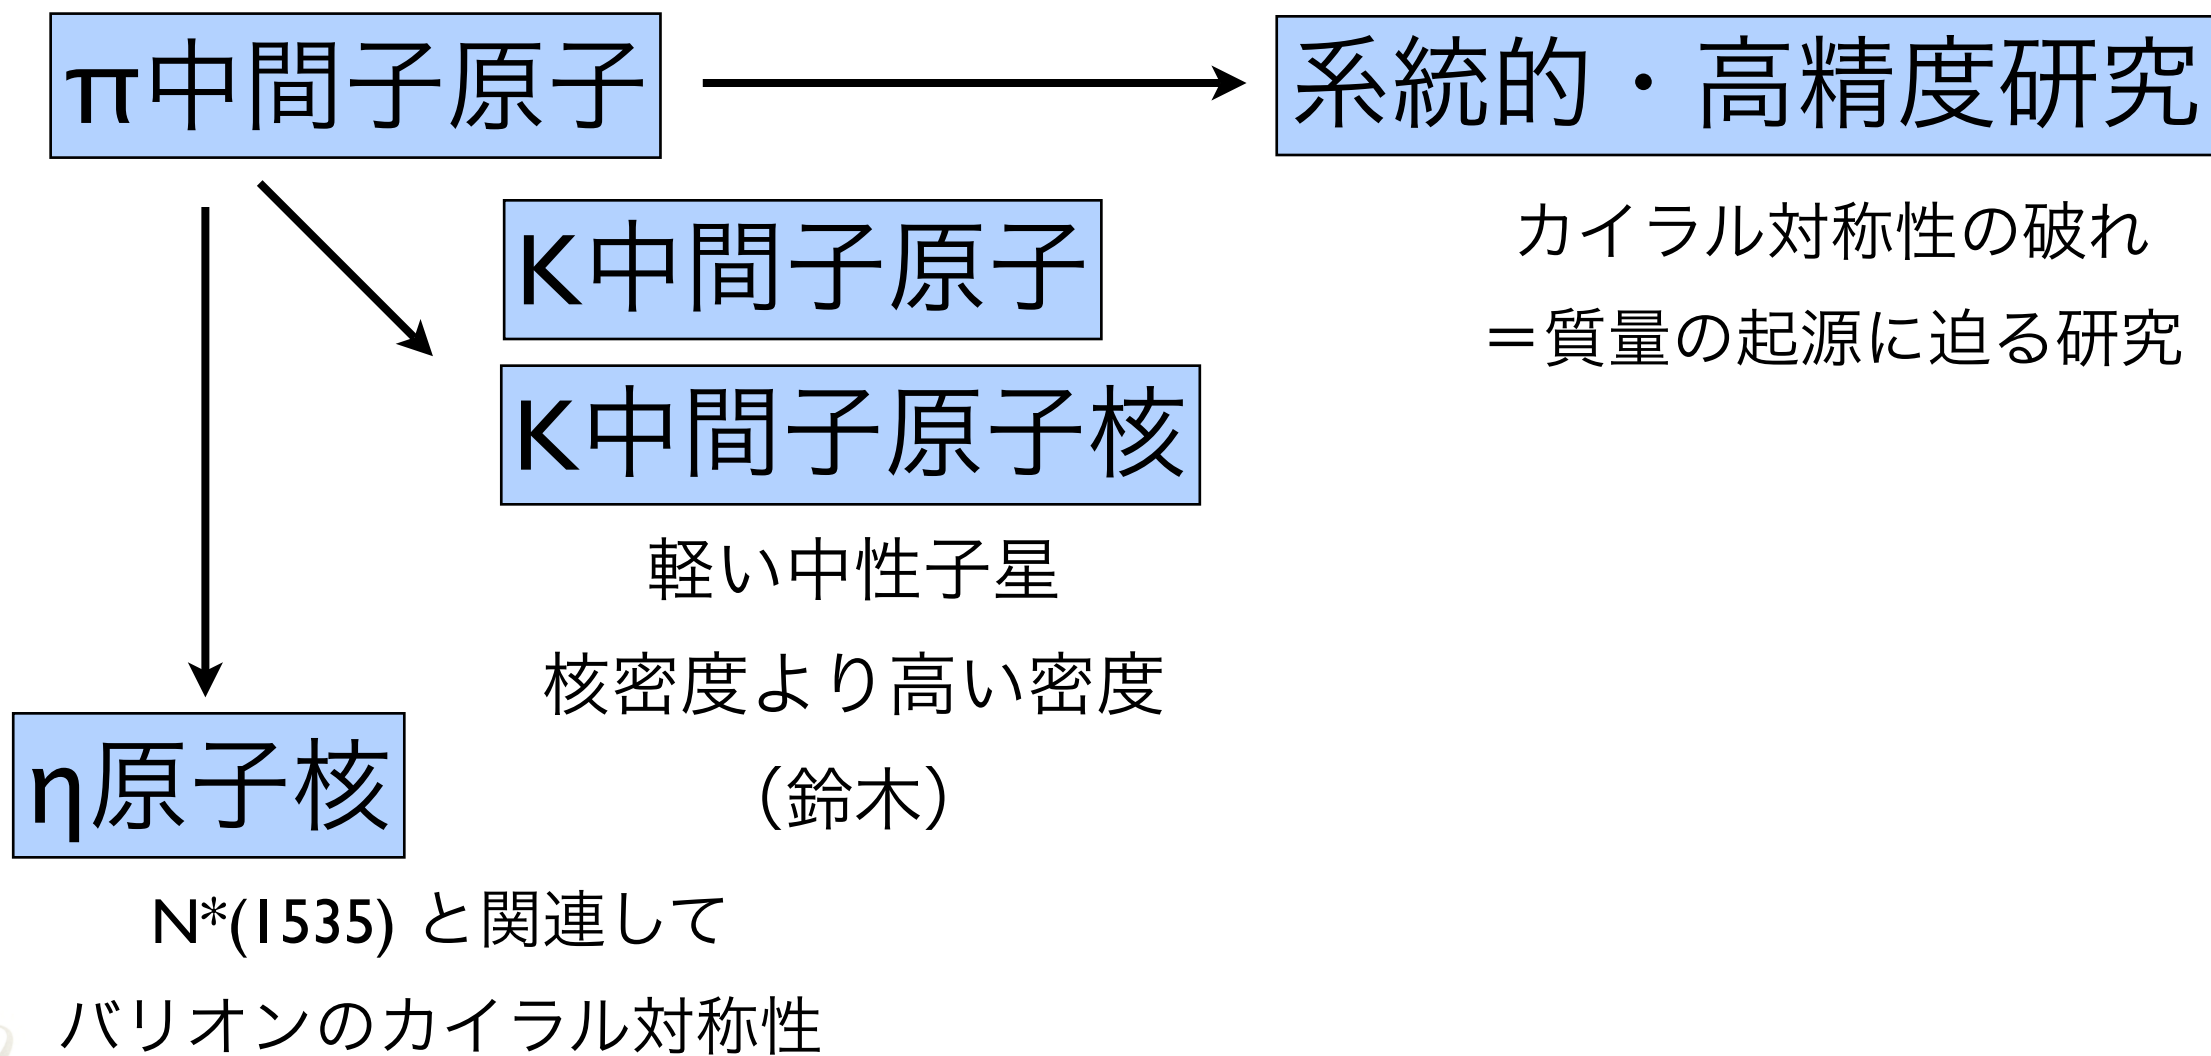 π中間子原子
系統的・高精度研究
カイラル対称性の破れ
＝質量の起源に迫る研究
K中間子原子
K中間子原子核
軽い中性子星
核密度より高い密度
（鈴木）
η原子核
N*(1535) と関連して
バリオンのカイラル対称性